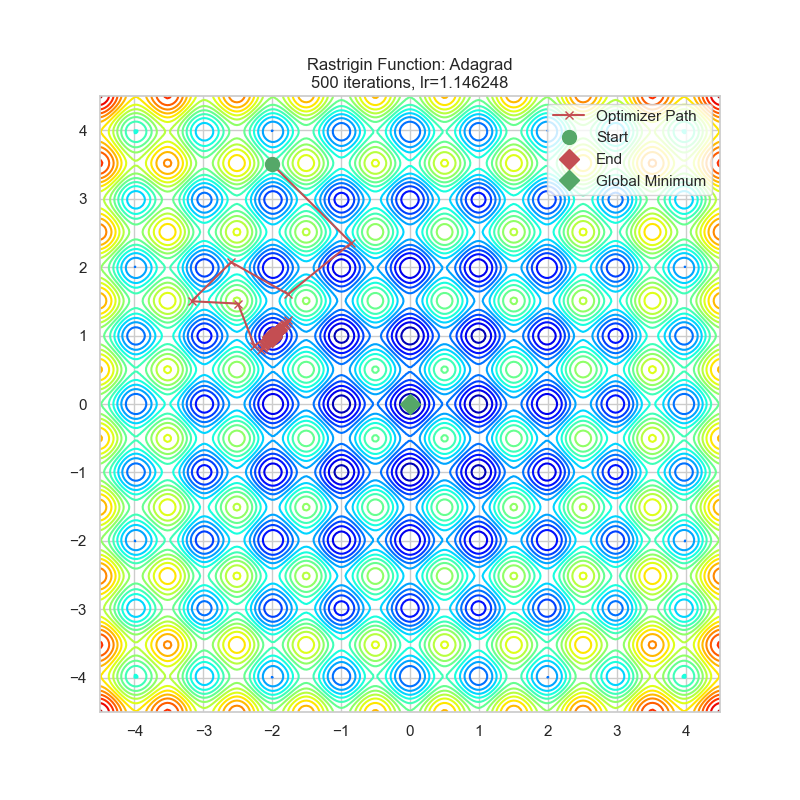 Rastrigin Function: Adagrad
500 iterations, lr=1.146248
Optimizer Path
Start
End
Global Minimum
4
3
2
1
0
−1
−2
−3
−4
−4 −3 −2 −1 0 1 2 3 4